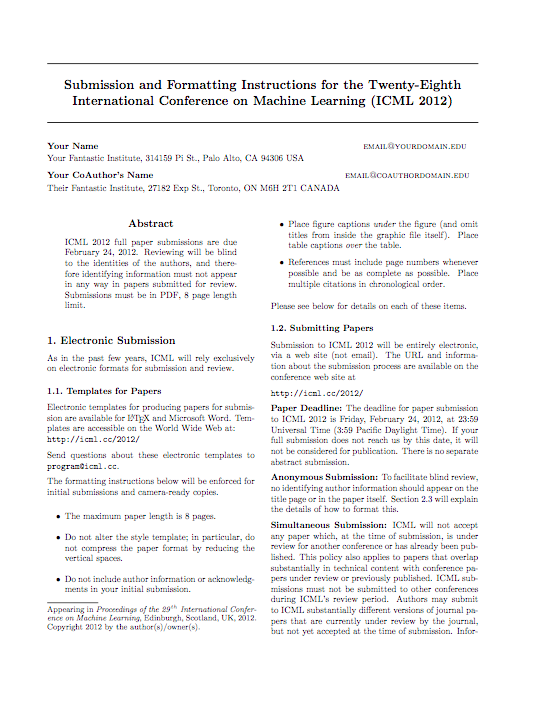 Submission and Formatting Instructions for the Twenty-Eighth
International Conference on Machine Learning (ICML 2012)
Your Name
EMAIL@YOURDOMAIN.EDU
Your Fantastic Institute, 314159 Pi St., Palo Alto, CA 94306 USA
Your CoAuthor's Name
EMAIL@COAUTHORDOMAIN.EDU
Their Fantastic Institute, 27182 Exp St., Toronto, ON M6H 2T1 CANADA
Abstract
ICML 2012 full paper submissions are due
February 24, 2012. Reviewing will be blind
to the identities of the authors, and there-
fore identifying information must not appear
in any way in papers submitted for review.
Submissions must be in PDF, 8 page length
limit.
1. Electronic Submission
As in the past few years, ICML will rely exclusively
on electronic formats for submission and review.
1.1. Templates for Papers
Electronic templates for producing papers for submis-
sion are available for LATEX and Microsoft Word. Tem-
plates are accessible on the World Wide Web at:
http://icml.cc/2012/
Send questions about these electronic templates to
program@icml.cc.
The formatting instructions below will be enforced for
initial submissions and camera-ready copies.
• The maximum paper length is 8 pages.
• Do not alter the style template; in particular, do
not compress the paper format by reducing the
vertical spaces.
• Do not include author information or acknowledg-
ments in your initial submission.
Appearing in Proceedings of the 29th International Confer-
ence on Machine Learning, Edinburgh, Scotland, UK, 2012.
Copyright 2012 by the author(s)/owner(s).
• Place figure captions under the figure (and omit
titles from inside the graphic file itself). Place
table captions over the table.
• References must include page numbers whenever
possible and be as complete as possible. Place
multiple citations in chronological order.
Please see below for details on each of these items.
1.2. Submitting Papers
Submission to ICML 2012 will be entirely electronic,
via a web site (not email). The URL and informa-
tion about the submission process are available on the
conference web site at
http://icml.cc/2012/
Paper Deadline: The deadline for paper submission
to ICML 2012 is Friday, February 24, 2012, at 23:59
Universal Time (3:59 Pacific Daylight Time). If your
full submission does not reach us by this date, it will
not be considered for publication. There is no separate
abstract submission.
Anonymous Submission: To facilitate blind review,
no identifying author information should appear on the
title page or in the paper itself. Section 2.3 will explain
the details of how to format this.
Simultaneous Submission: ICML will not accept
any paper which, at the time of submission, is under
review for another conference or has already been pub-
lished. This policy also applies to papers that overlap
substantially in technical content with conference pa-
pers under review or previously published. ICML sub-
missions must not be submitted to other conferences
during ICML's review period. Authors may submit
to ICML substantially different versions of journal pa-
pers that are currently under review by the journal,
but not yet accepted at the time of submission. Infor-